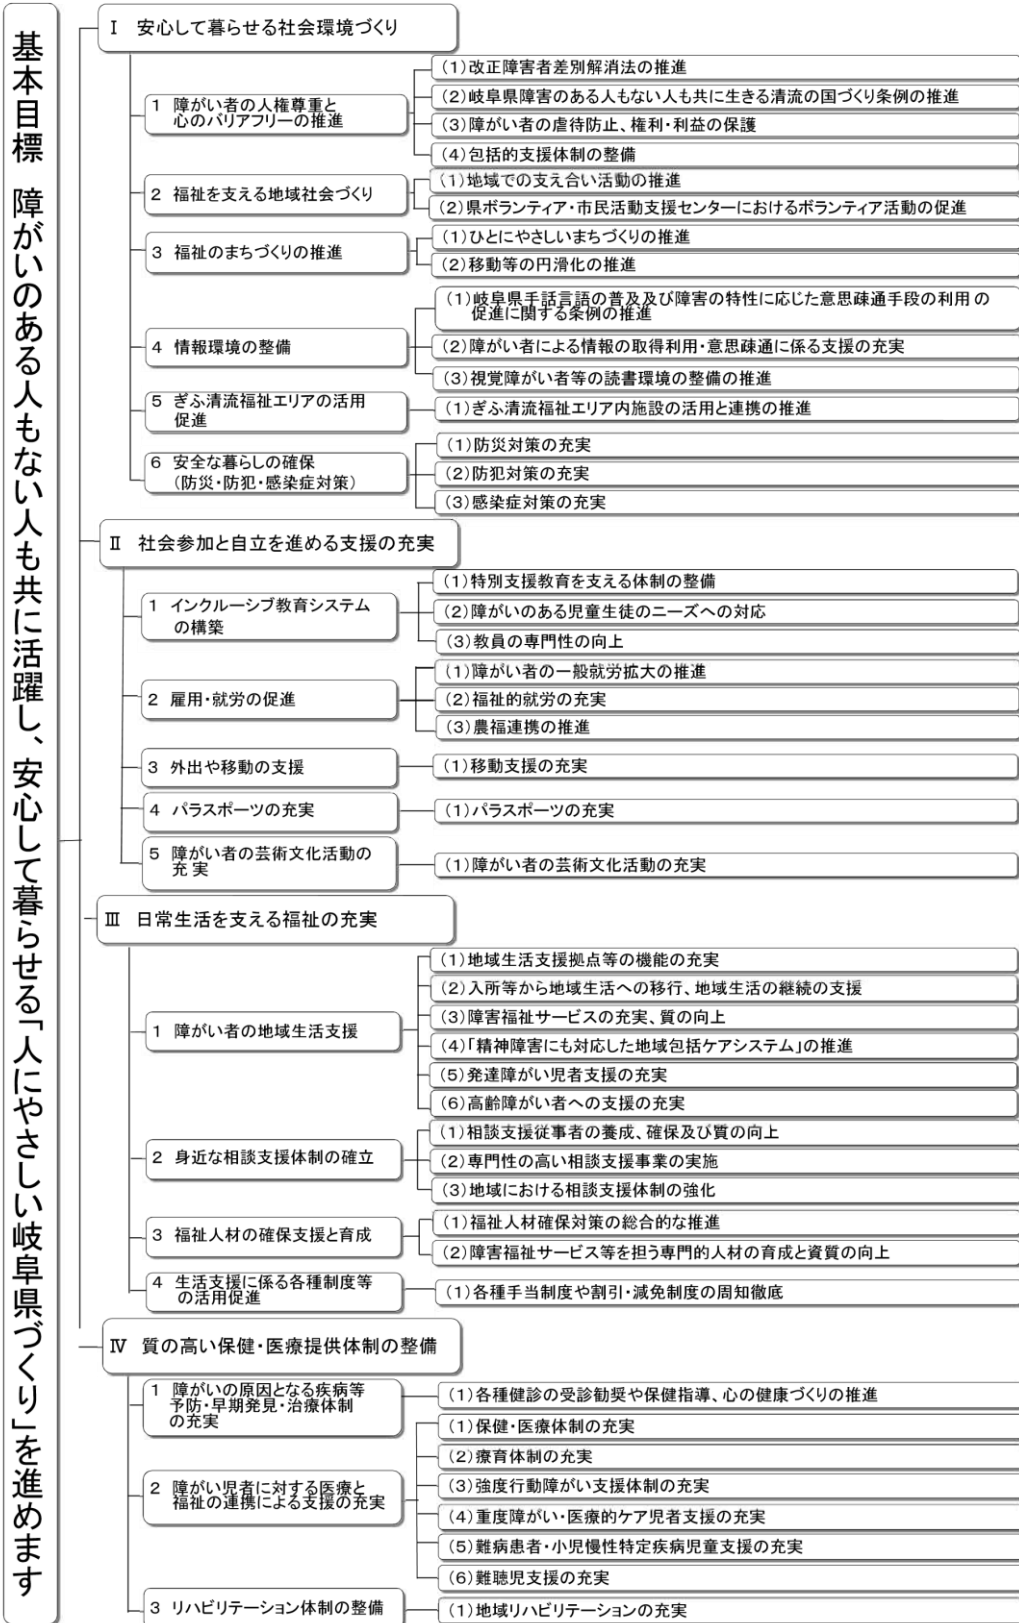 基本目標 障がいのある人もない人も共に活躍し、安心して暮らせる「人にやさしい岐阜県づくり」を進めます
Ⅰ 安心して暮らせる社会環境づくり
1 障がい者の人権尊重と
心のバリアフリーの推進
(1)改正障害者差別解消法の推進
(2)岐阜県障害のある人もない人も共に生きる清流の国づくり条例の推進
(3)障がい者の虐待防止、権利・利益の保護
(4)包括的支援体制の整備
2 福祉を支える地域社会づくり
(1)地域での支え合い活動の推進
(2)県ボランティア・市民活動支援センターにおけるボランティア活動の促進
3 福祉のまちづくりの推進
(1)ひとにやさしいまちづくりの推進
(2)移動等の円滑化の推進
4 情報環境の整備
(1)岐阜県手話言語の普及及び障害の特性に応じた意思疎通手段の利用の
促進に関する条例の推進
(2)障がい者による情報の取得利用・意思疎通に係る支援の充実
(3)視覚障がい者等の読書環境の整備の推進
5 ぎふ清流福祉エリアの活用
促進
(1)ぎふ清流福祉エリア内施設の活用と連携の推進
6 安全な暮らしの確保
(防災・防犯・感染症対策)
(1)防災対策の充実
(2)防犯対策の充実
(3)感染症対策の充実
Ⅱ 社会参加と自立を進める支援の充実
1 インクルーシブ教育システム
の構築
(1)特別支援教育を支える体制の整備
(2)障がいのある児童生徒のニーズへの対応
(3)教員の専門性の向上
2 雇用・就労の促進
(1)障がい者の一般就労拡大の推進
(2)福祉的就労の充実
(3)農福連携の推進
3 外出や移動の支援
(1)移動支援の充実
4 パラスポーツの充実
(1)パラスポーツの充実
5 障がい者の芸術文化活動の
充 実
(1)障がい者の芸術文化活動の充実
Ⅲ 日常生活を支える福祉の充実
1 障がい者の地域生活支援
(1)地域生活支援拠点等の機能の充実
(2)入所等から地域生活への移行、地域生活の継続の支援
(3)障害福祉サービスの充実、質の向上
(4)「精神障害にも対応した地域包括ケアシステム」の推進
(5)発達障がい児者支援の充実
(6)高齢障がい者への支援の充実
2 身近な相談支援体制の確立
(1)相談支援従事者の養成、確保及び質の向上
(2)専門性の高い相談支援事業の実施
(3)地域における相談支援体制の強化
3 福祉人材の確保支援と育成
(1)福祉人材確保対策の総合的な推進
(2)障害福祉サービス等を担う専門的人材の育成と資質の向上
4 生活支援に係る各種制度等
の活用促進
(1)各種手当制度や割引・減免制度の周知徹底
Ⅳ 質の高い保健・医療提供体制の整備
1 障がいの原因となる疾病等
予防・早期発見・治療体制
の充実
(1)各種健診の受診勧奨や保健指導、心の健康づくりの推進
2 障がい児者に対する医療と
福祉の連携による支援の充実
(1)保健・医療体制の充実
(2)療育体制の充実
(3)強度行動障がい支援体制の充実
(4)重度障がい・医療的ケア児者支援の充実
(5)難病患者・小児慢性特定疾病児童支援の充実
(6)難聴児支援の充実
3 リハビリテーション体制の整備
(1)地域リハビリテーションの充実